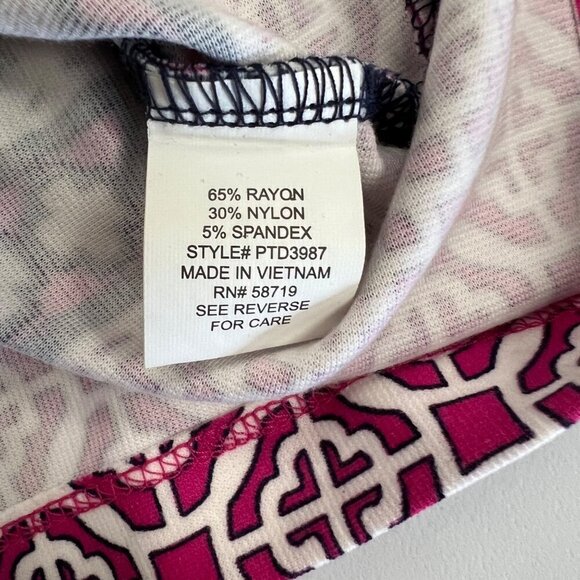 65% RAYON
30% NYLON
5% SPANDEX
STYLE# PTD3987
MADE IN VIETNAM
RN# 58719
SEE REVERSE
FOR CARE